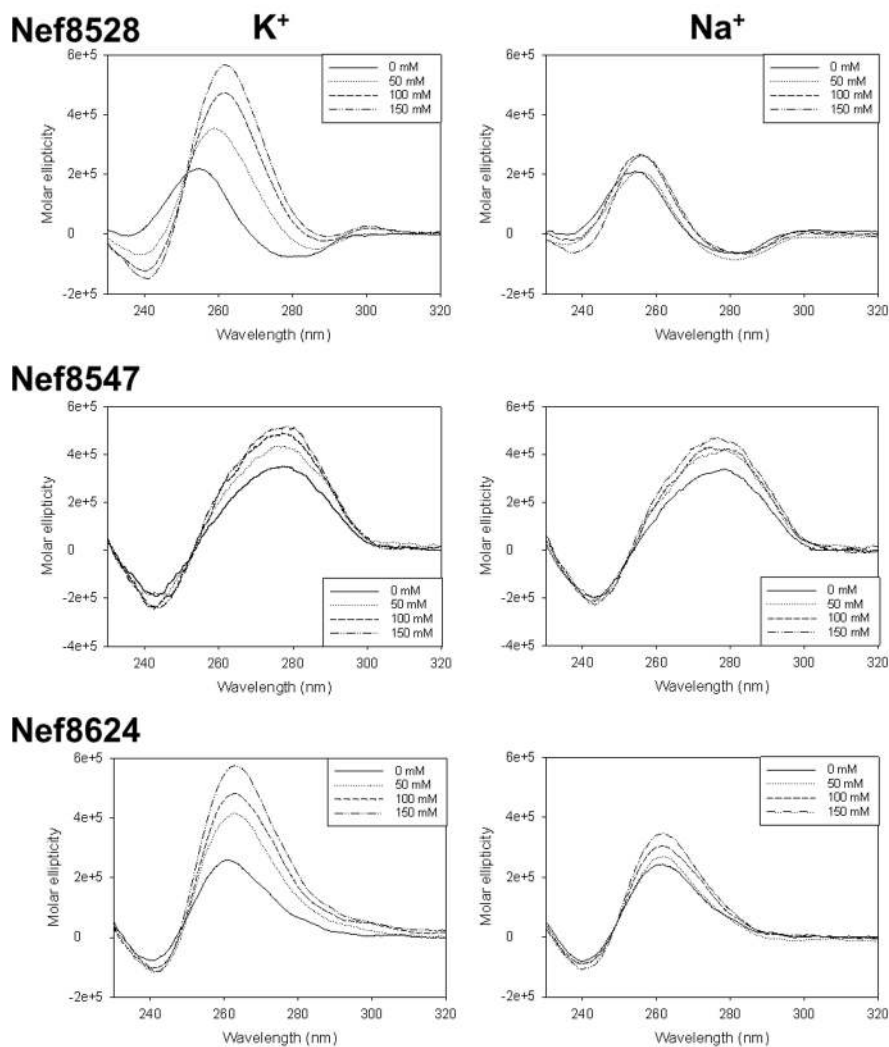 Nef8528 K+ Na+
6e+5
4e+5
2e+5
0
-2e+5
Molar ellipticity
0 mM
50 mM
100 mM
150 mM
240 260 280 300 320
Wavelength (nm)
6e+5
4e+5
2e+5
0
-2e+5
Molar ellipticity
0 mM
50 mM
100 mM
150 mM
240 260 280 300 320
Wavelength (nm)
Nef8547
6e+5
4e+5
2e+5
0
-2e+5
-4e+5
Molar ellipticity
0 mM
50 mM
100 mM
150 mM
240 260 280 300 320
Wavelength (nm)
6e+5
4e+5
2e+5
0
-2e+5
-4e+5
Molar ellipticity
0 mM
50 mM
100 mM
150 mM
240 260 280 300 320
Wavelength (nm)
Nef8624
6e+5
4e+5
2e+5
0
-2e+5
Molar ellipticity
0 mM
50 mM
100 mM
150 mM
240 260 280 300 320
Wavelength (nm)
6e+5
4e+5
2e+5
0
-2e+5
Molar ellipticity
0 mM
50 mM
100 mM
150 mM
240 260 280 300 320
Wavelength (nm)